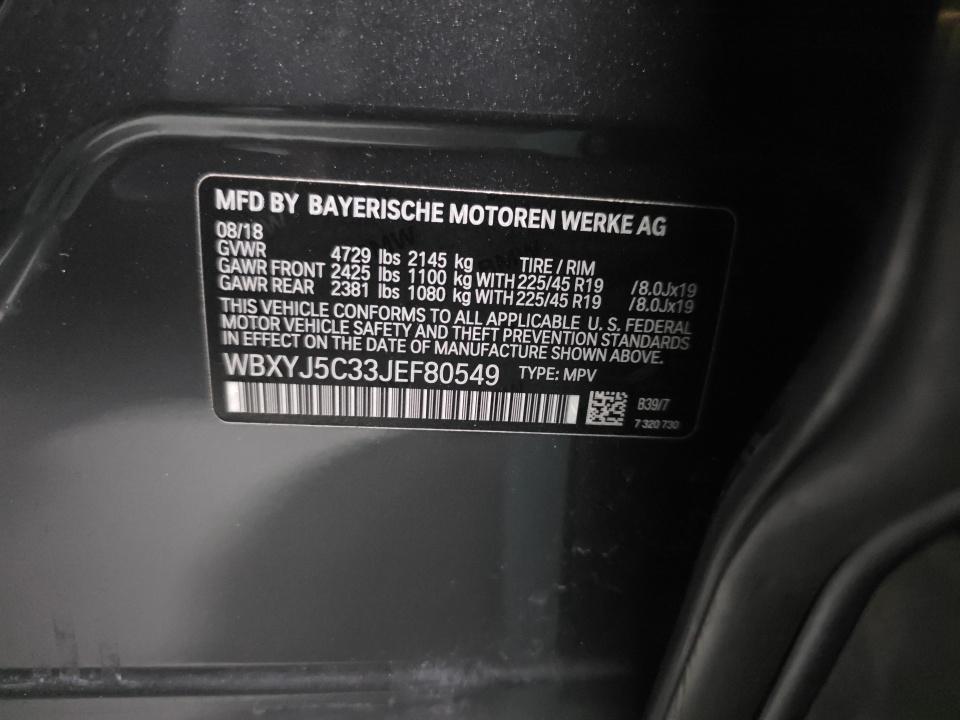 MFD BY BAYERISCHE MOTOREN WERKE AG
08/18
GVWR 4729 lbs 2145 kg TIRE / RIM
GAWR FRONT 2425 lbs 1100 kg WITH 225/45 R19 /8.0Jx19
GAWR REAR 2381 lbs 1080 kg WITH 225/45 R19 /8.0Jx19
THIS VEHICLE CONFORMS TO ALL APPLICABLE U. S. FEDERAL
MOTOR VEHICLE SAFETY AND THEFT PREVENTION STANDARDS
IN EFFECT ON THE DATE OF MANUFACTURE SHOWN ABOVE.
WBXYJ5C33JEF80549 TYPE: MPV
B39/7
7 320 730